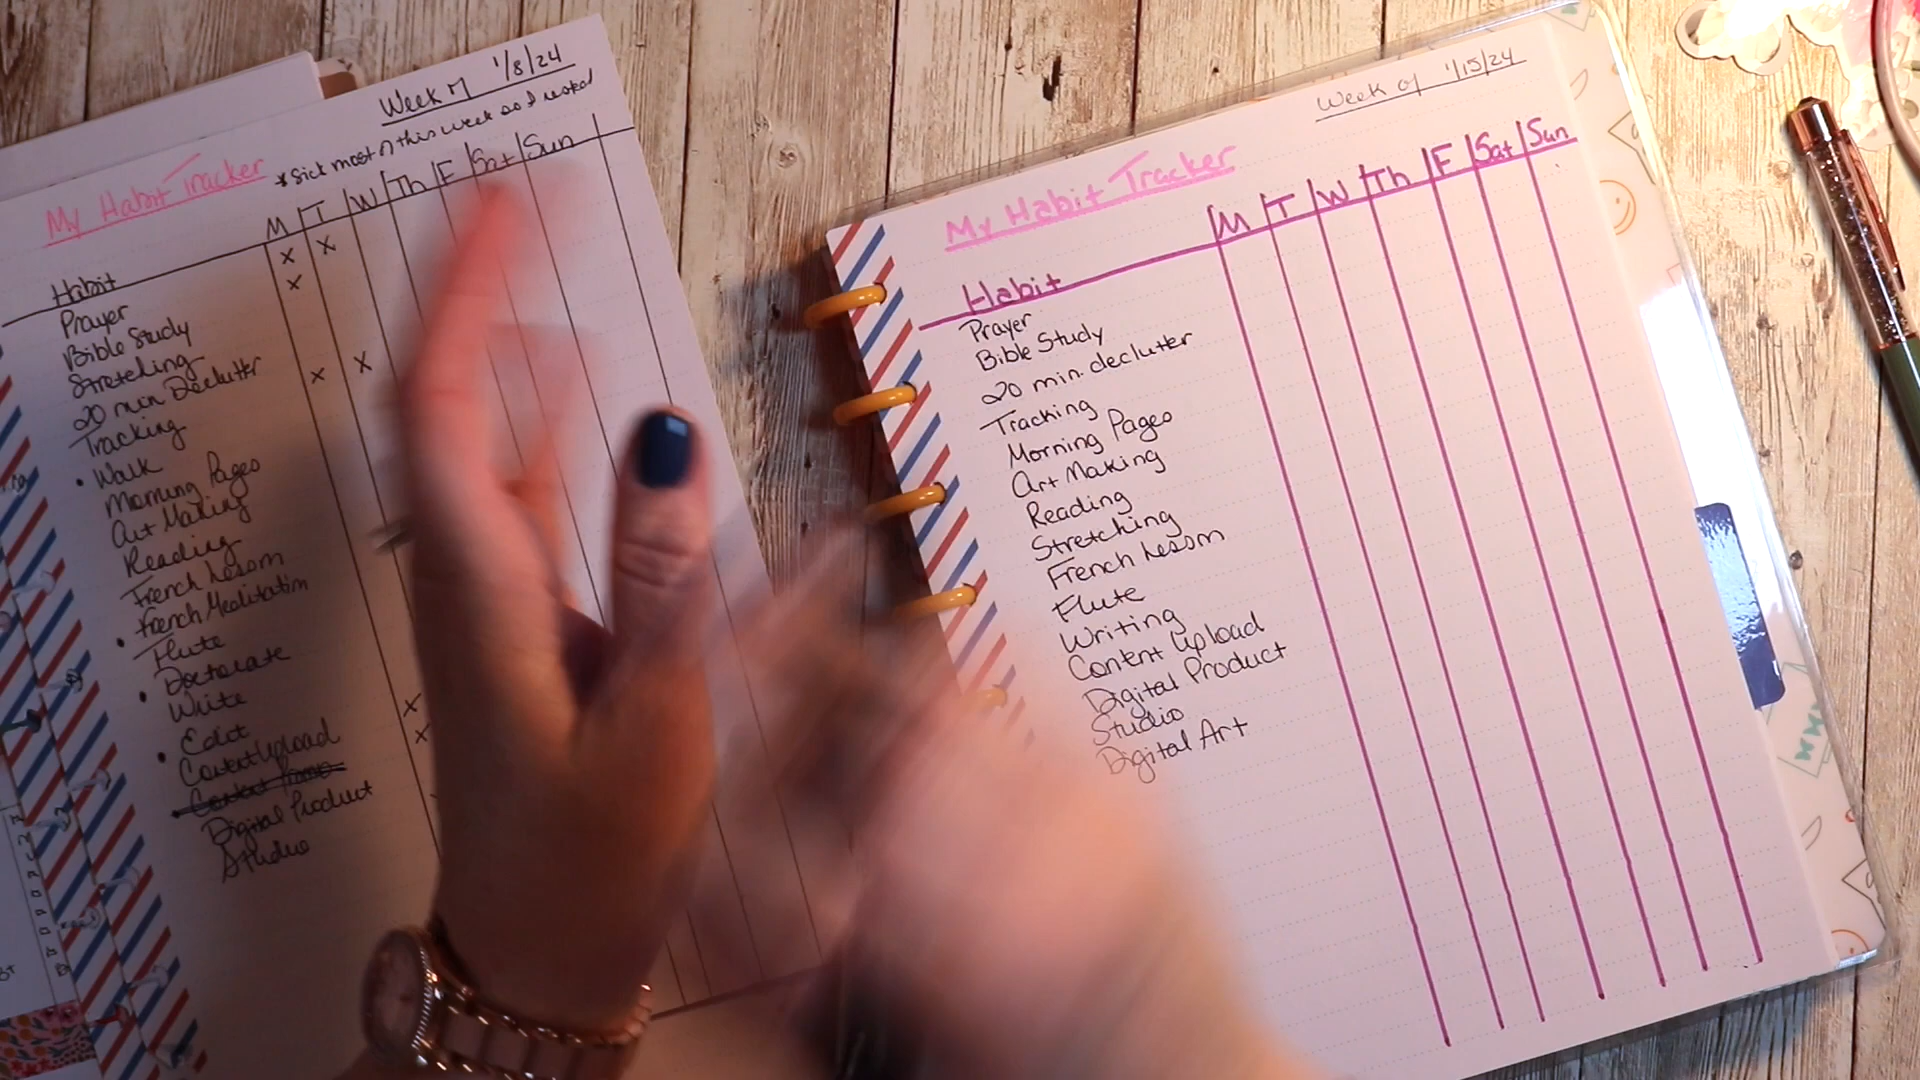 Week of 1/8/24
My Habit Tracker *Sick most of this week so I rested
Habit M T W Th F Sat Sun
Prayer x x
Bible Study x
Stretching
20 min Declutter
Tracking x x
• Walk
Morning Pages
Art Making
Reading
French Lesson
• French Meditation
Flute
• Doctorate
Write
• Edit x
Content Upload x
Digital Product
Studio
Week of 1/15/24
My Habit Tracker
Habit M T W Th F Sat Sun
Prayer
Bible Study
20 min. declutter
Tracking
Morning Pages
Art Making
Reading
Stretching
French Lesson
Flute
Writing
Content Upload
Digital Product
Studio
Digital Art